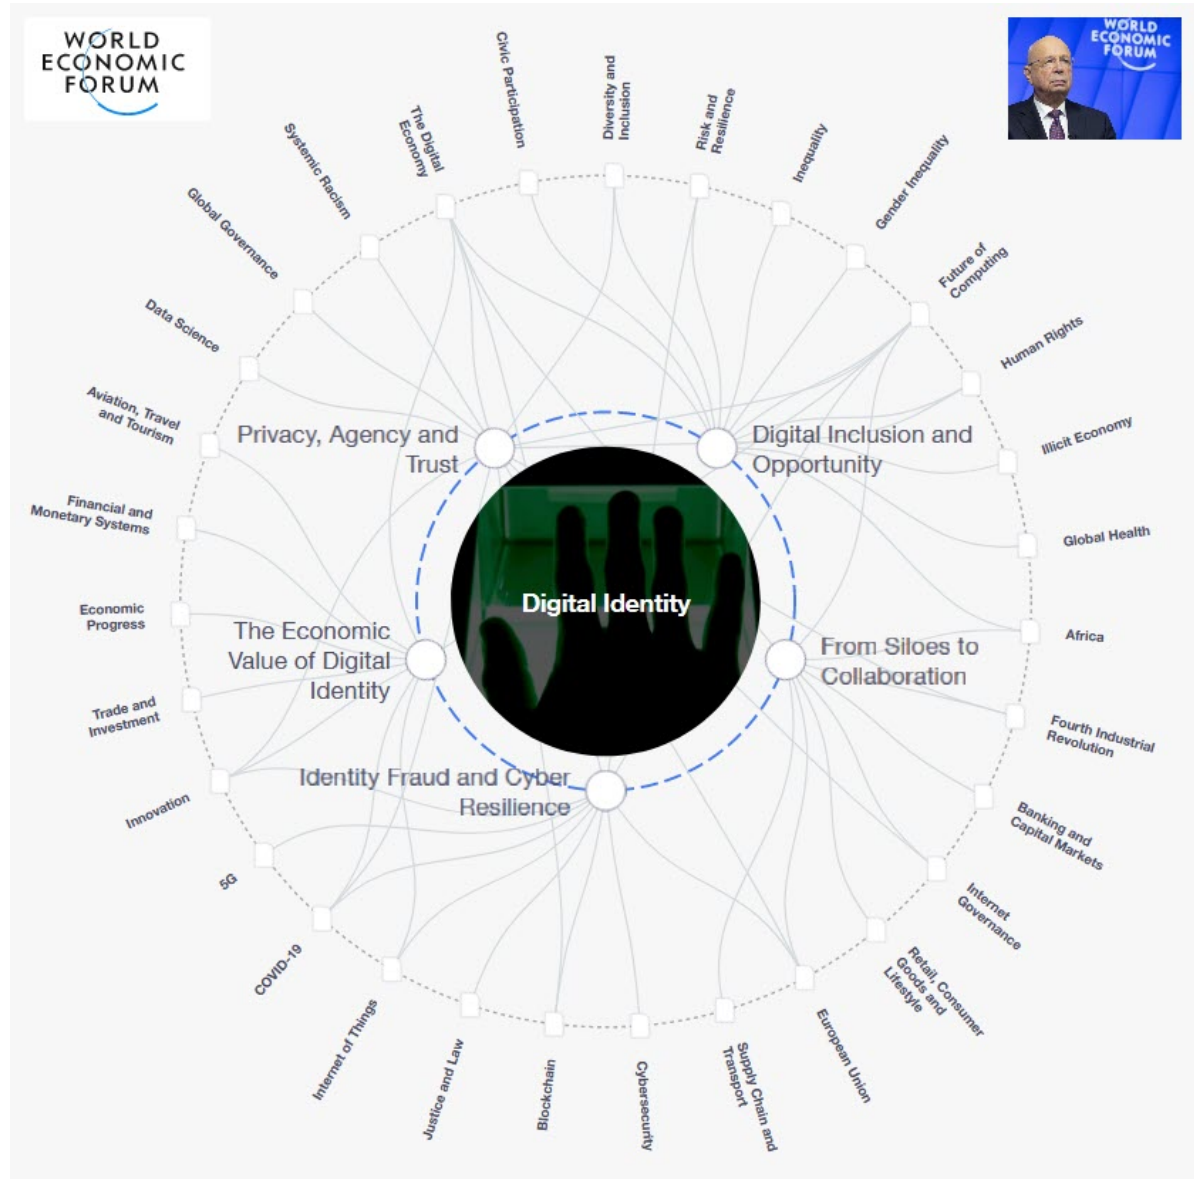 WORLD
ECONOMIC
FORUM
WORLD
ECONOMIC
FORUM
Civic Participation
Diversity and
Inclusion
Risk and
Resilience
Inequality
Gender Inequality
Future of
Computing
Human Rights
Illicit Economy
Global Health
Africa
Fourth Industrial
Revolution
Banking and
Capital Markets
Internet
Governance
Retail, Consumer
Goods and
Lifestyle
European Union
Supply Chain and
Transport
Cybersecurity
Blockchain
Justice and Law
Internet of Things
COVID-19
5G
Innovation
Trade and
Investment
Economic
Progress
Financial and
Monetary Systems
Aviation, Travel
and Tourism
Data Science
Global Governance
Systemic Racism
The Digital
Economy
Privacy, Agency and
Trust
Digital Inclusion and
Opportunity
Digital Identity
The Economic
Value of Digital
Identity
From Siloes to
Collaboration
Identity Fraud and Cyber
Resilience